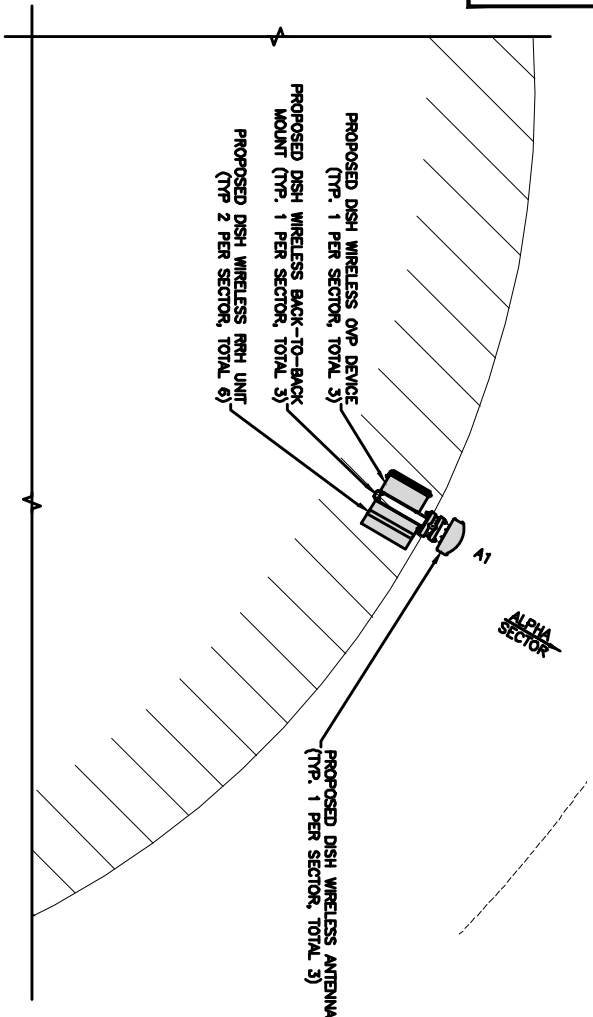 PROPOSED DISH WIRELESS OVP DEVICE
(TYP. 1 PER SECTOR, TOTAL 3)
PROPOSED DISH WIRELESS BACK-TO-BACK
MOUNT (TYP. 1 PER SECTOR, TOTAL 3)
PROPOSED DISH WIRELESS RRH UNIT
(TYP 2 PER SECTOR, TOTAL 6)
A1
ALPHA
SECTOR
PROPOSED DISH WIRELESS ANTENNA
(TYP. 1 PER SECTOR, TOTAL 3)